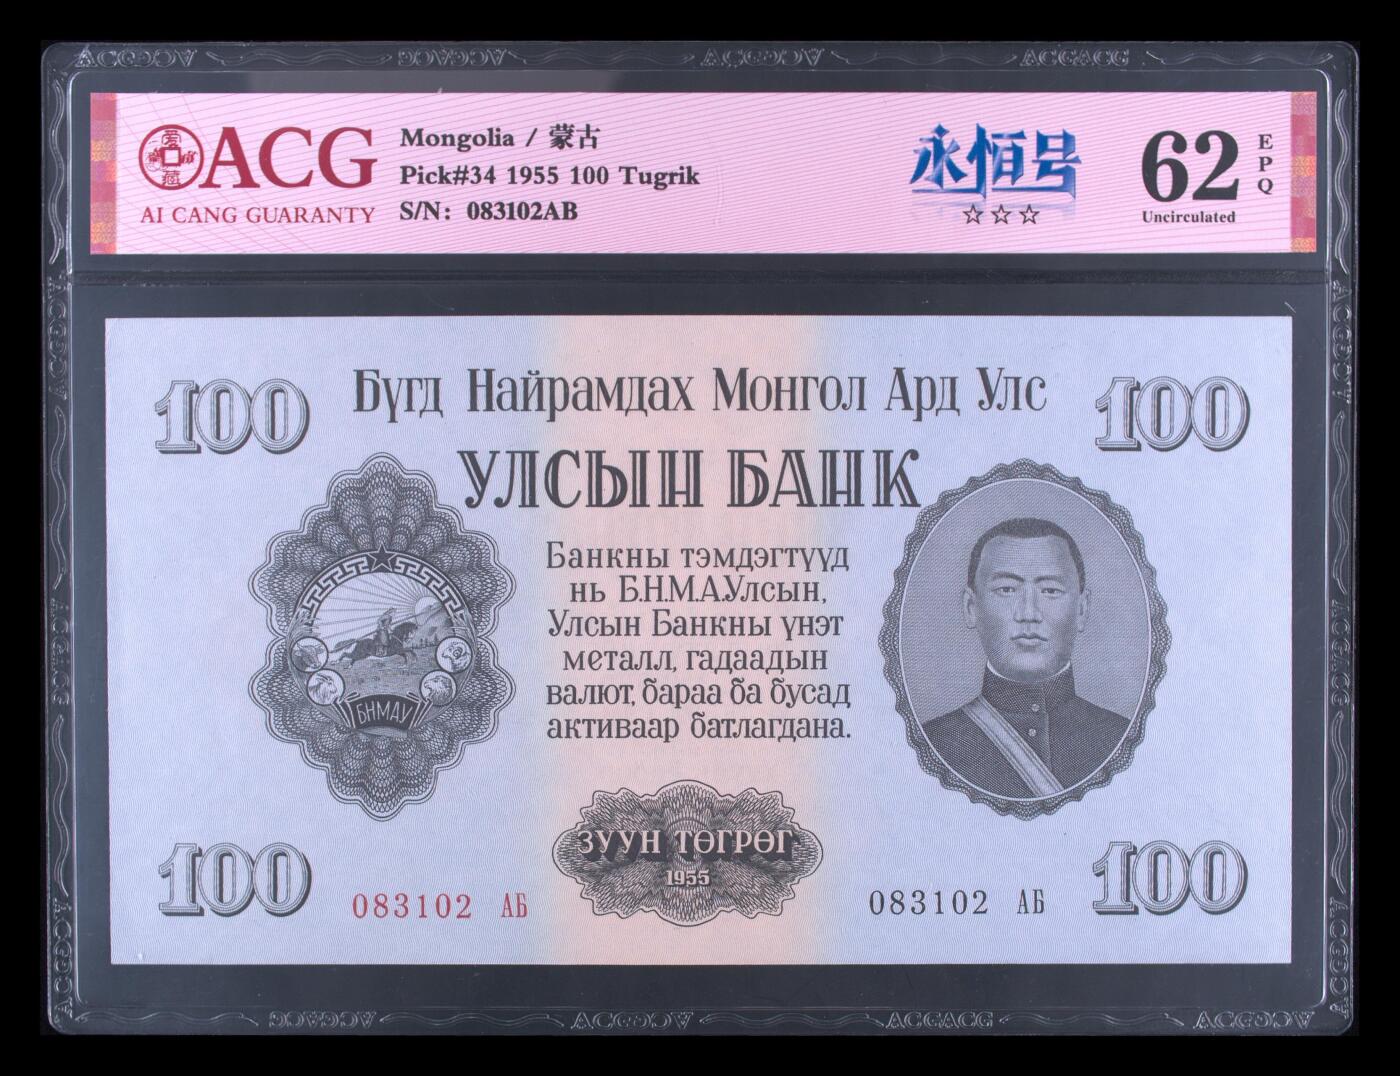 ACG
AI CANG GUARANTY
Mongolia / 蒙古
Pick#34 1955 100 Tugrik
S/N: 083102AB
永恒号
☆☆☆
62
EPQ
Uncirculated
100
Бүгд Найрамдах Монгол Ард Улс
100
УЛСЫН БАНК
Банкны тэмдэгтүүд
нь Б.Н.М.А.Улсын,
Улсын Банкны үнэт
металл, гадаадын
валют, бараа ба бусад
активаар батлагдана.
БНМАУ
ЗУУН ТӨГРӨГ
1955
100
083102 АБ
083102 АБ
100